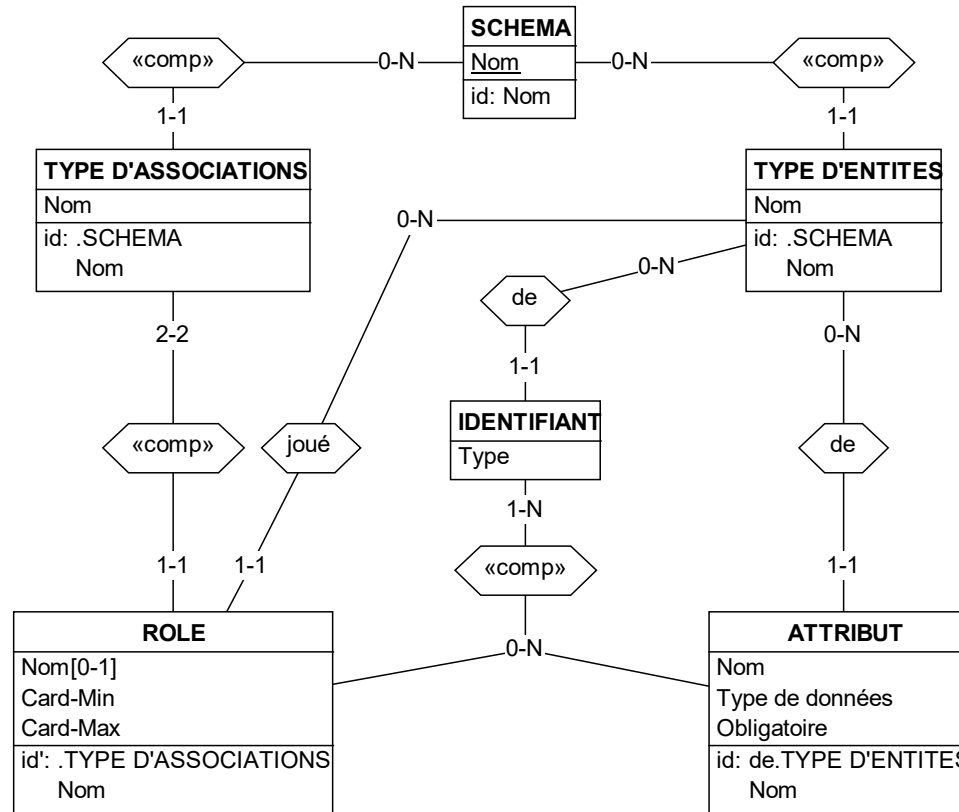 SCHEMA
Nom
id: Nom
«comp»
0-N
0-N
«comp»
1-1
1-1
TYPE D'ASSOCIATIONS
Nom
id: .SCHEMA
Nom
TYPE D'ENTITES
Nom
id: .SCHEMA
Nom
0-N
0-N
de
2-2
0-N
1-1
IDENTIFIANT
Type
«comp»
joué
de
1-N
«comp»
1-1
1-1
1-1
ROLE
Nom[0-1]
Card-Min
Card-Max
id': .TYPE D'ASSOCIATIONS
Nom
0-N
ATTRIBUT
Nom
Type de données
Obligatoire
id: de.TYPE D'ENTITES
Nom